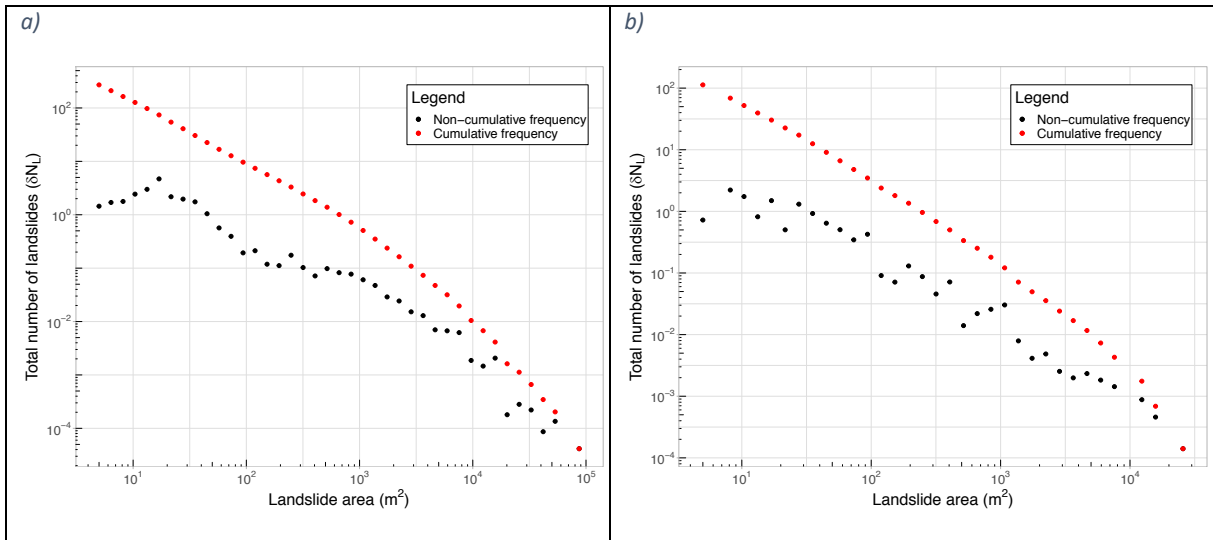 a)
Total number of landslides (δN_L)
10^2
10^0
10^−2
10^−4
Legend
Non−cumulative frequency
Cumulative frequency
10^1
10^2
10^3
10^4
10^5
Landslide area (m^2)
b)
Total number of landslides (δN_L)
10^2
10^1
10^0
10^−1
10^−2
10^−3
10^−4
Legend
Non−cumulative frequency
Cumulative frequency
10^1
10^2
10^3
10^4
Landslide area (m^2)